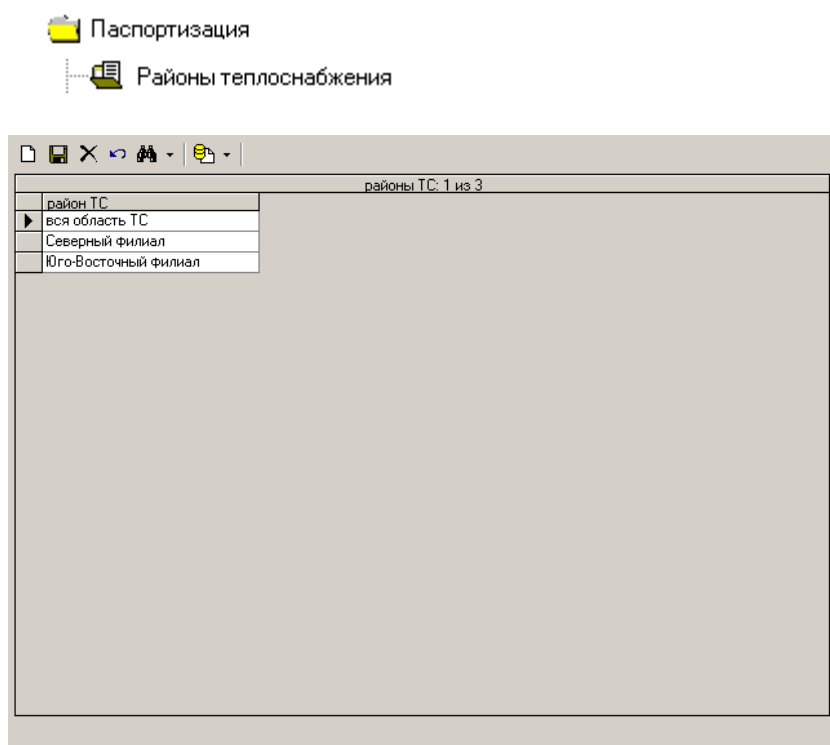 Паспортизация
Районы теплоснабжения
районы ТС: 1 из 3
район ТС
вся область ТС
Северный филиал
Юго-Восточный филиал